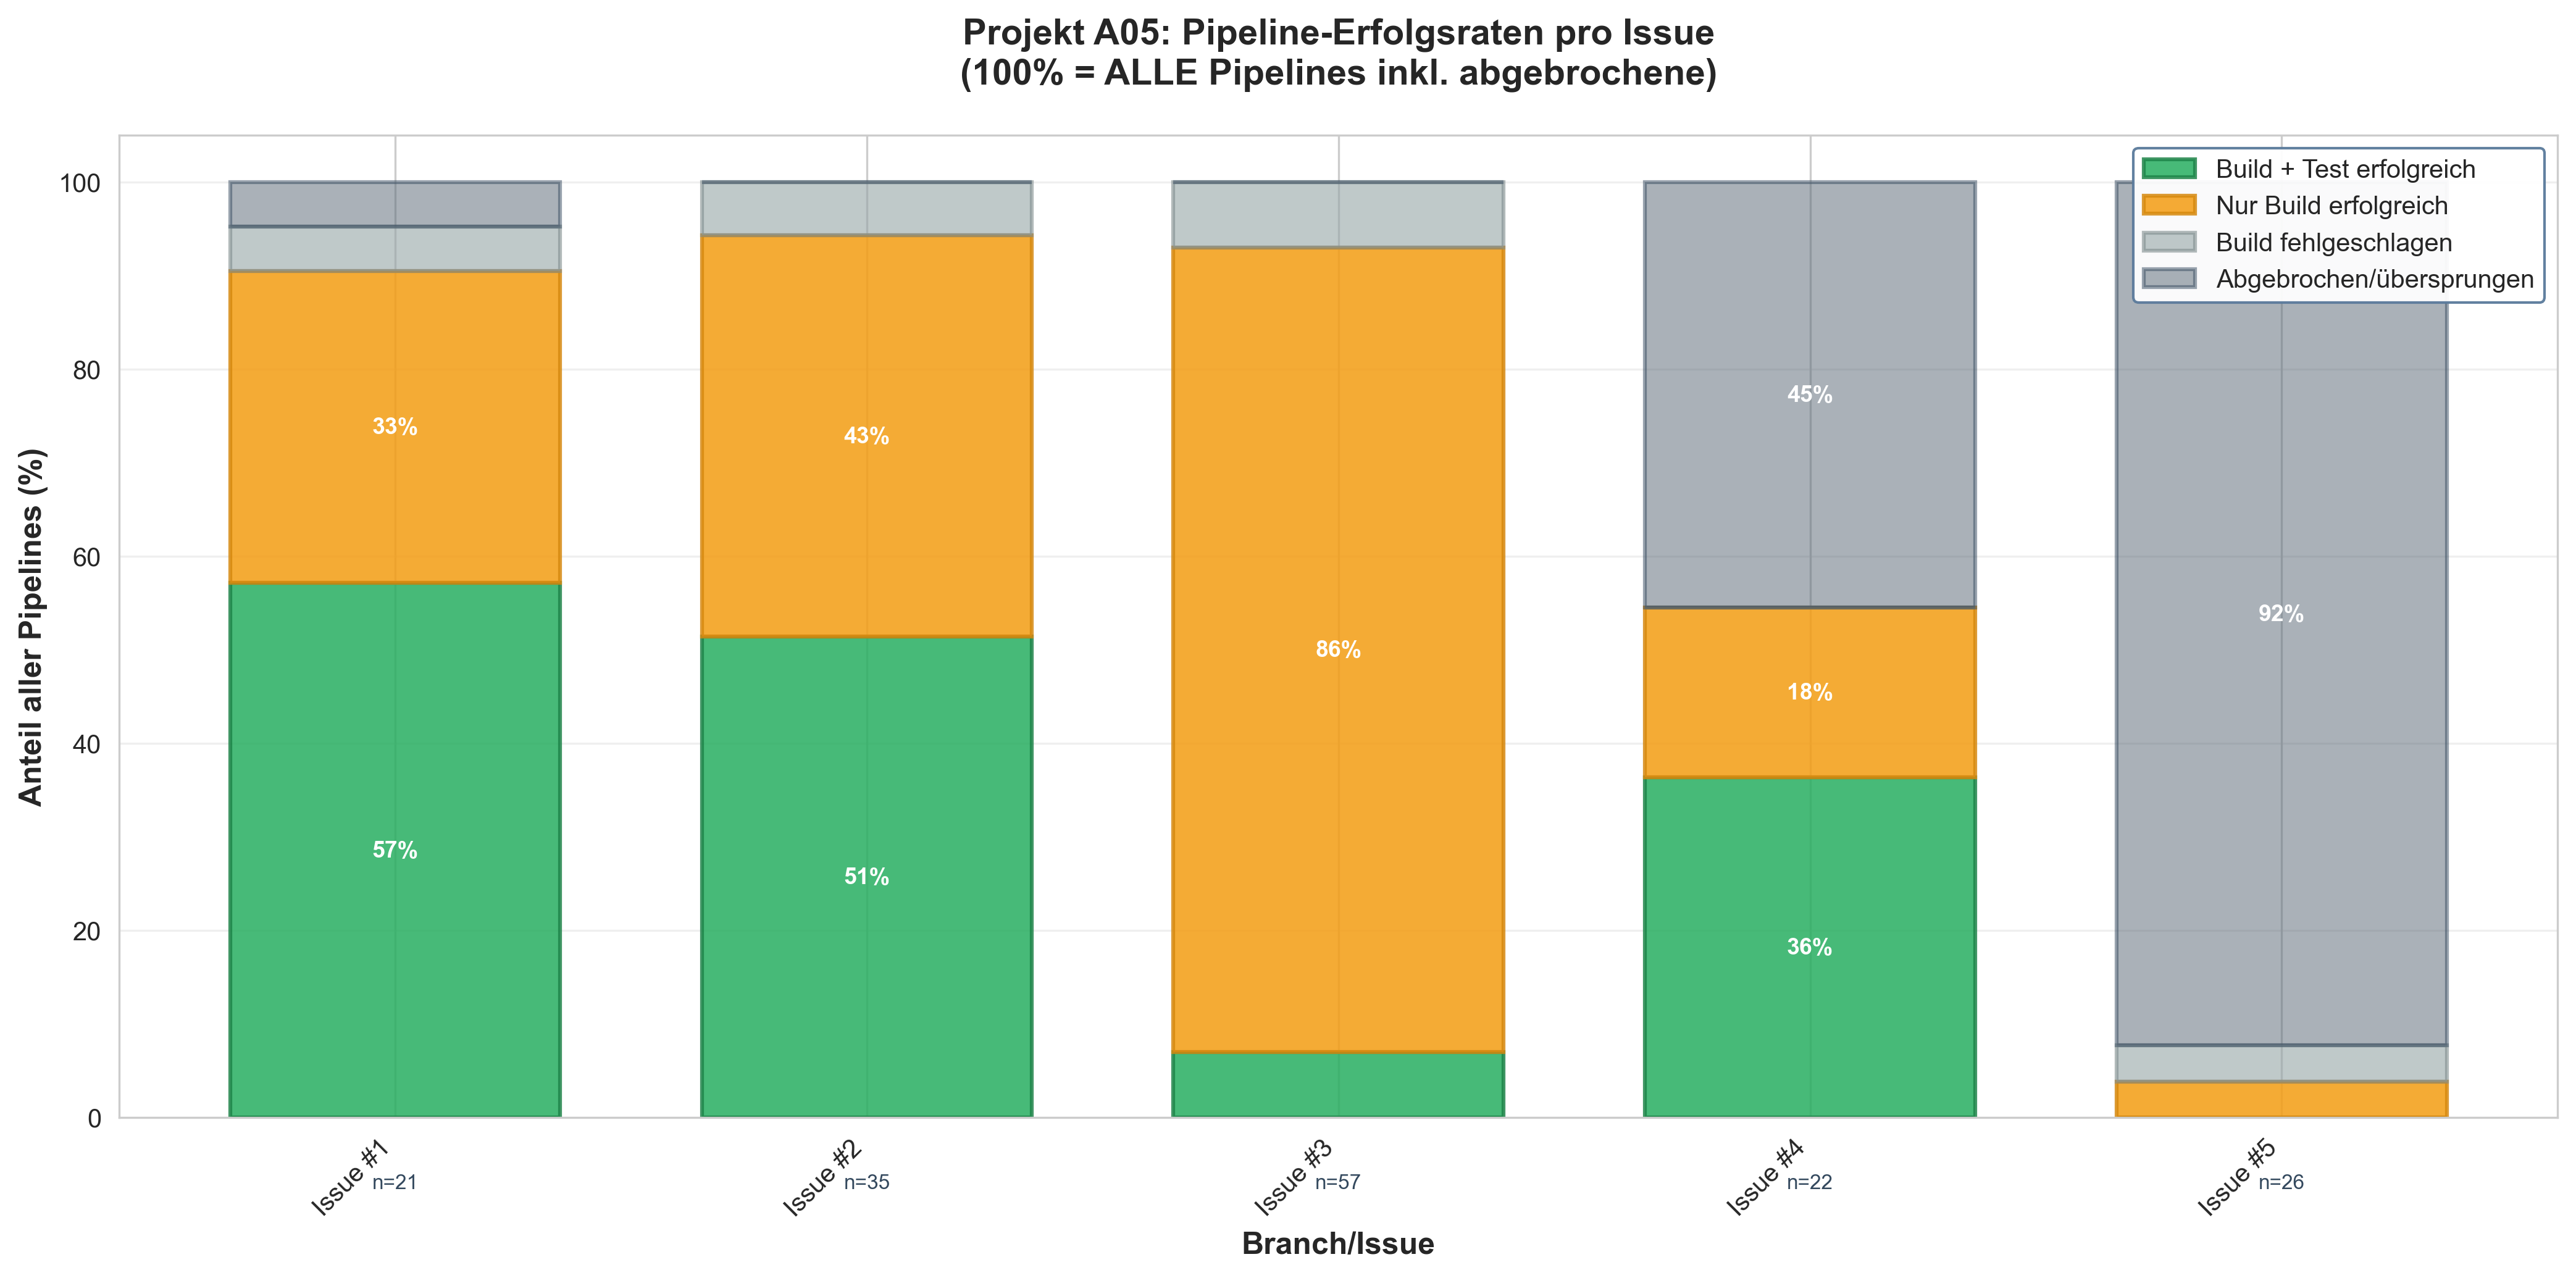 Projekt A05: Pipeline-Erfolgsraten pro Issue
(100% = ALLE Pipelines inkl. abgebrochene)
Build + Test erfolgreich
Nur Build erfolgreich
Build fehlgeschlagen
Abgebrochen/übersprungen
Anteil aller Pipelines (%)
100
80
60
40
20
0
33%
57%
43%
51%
86%
45%
18%
36%
92%
Issue #1
Issue #2
Issue #3
Issue #4
Issue #5
n=21
n=35
n=57
n=22
n=26
Branch/Issue